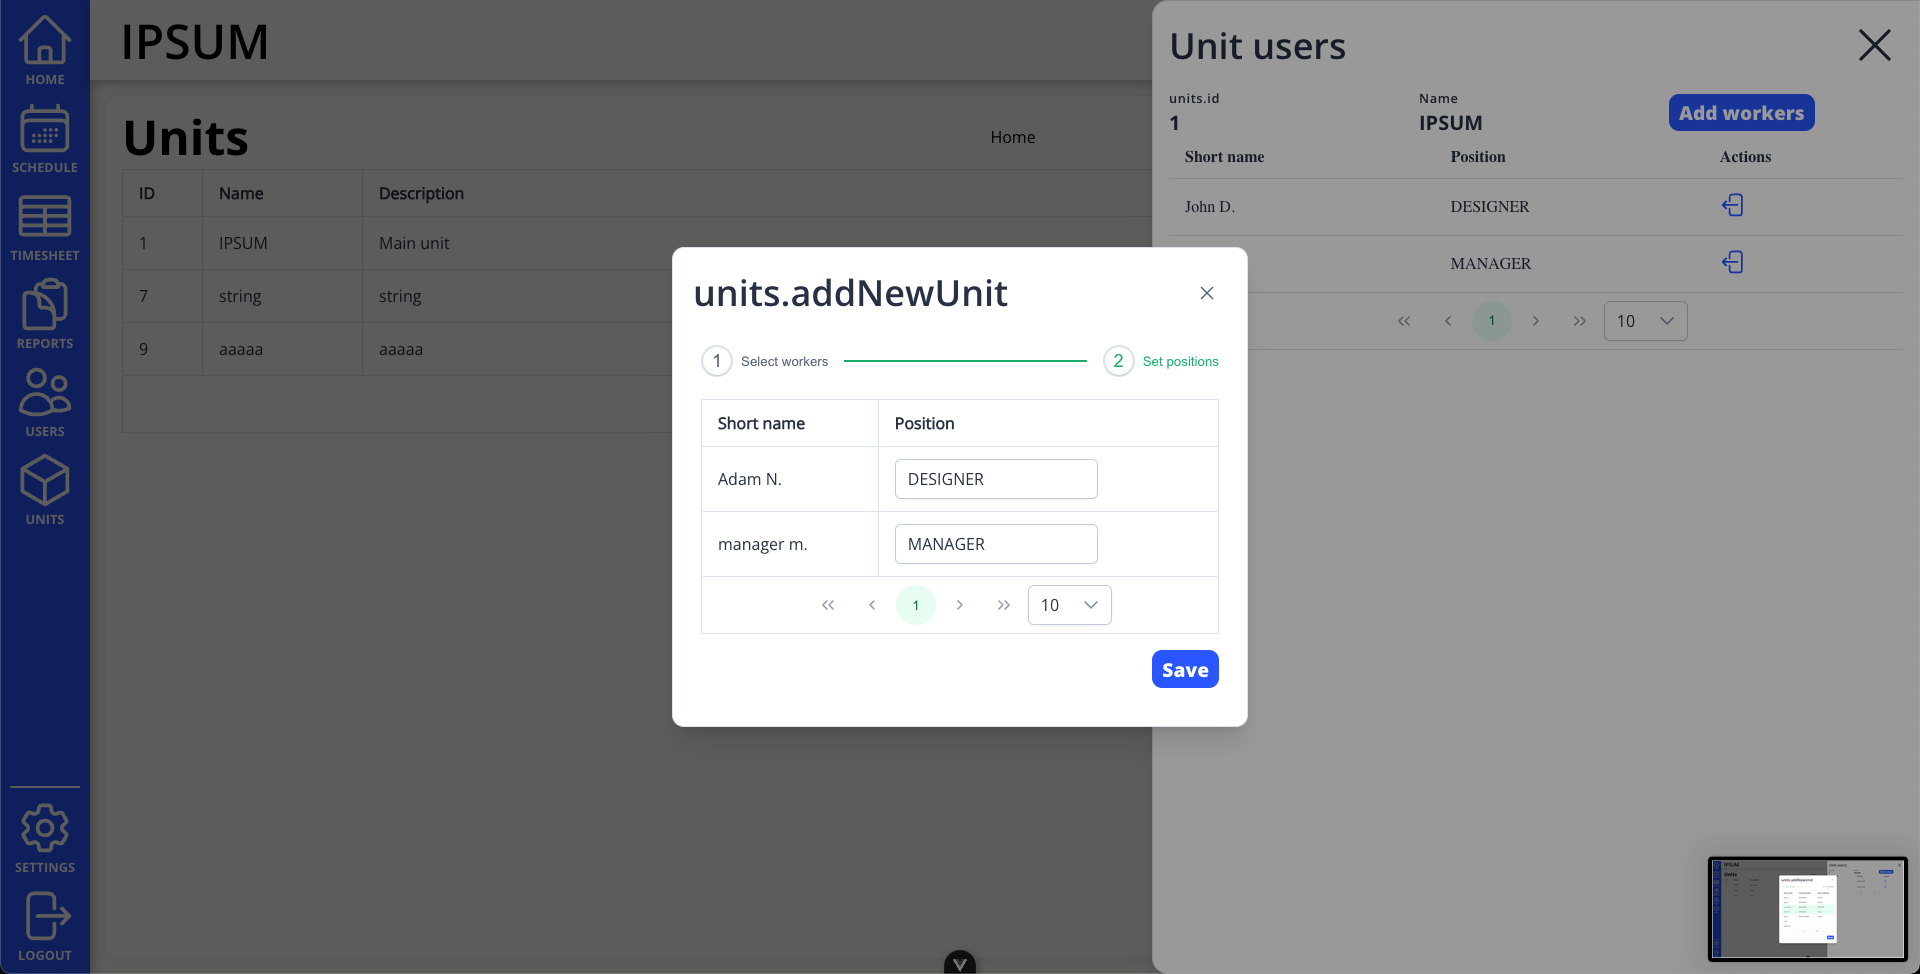 HOME
SCHEDULE
TIMESHEET
REPORTS
USERS
UNITS
SETTINGS
LOGOUT
IPSUM
Units
Home
ID Name Description
1 IPSUM Main unit
7 string string
9 aaaaa aaaaa
Unit users
units.id Name
1 IPSUM
Add workers
Short name Position Actions
John D. DESIGNER
MANAGER
1 10
units.addNewUnit
1 Select workers 2 Set positions
Short name Position
Adam N. DESIGNER
manager m. MANAGER
1 10
Save